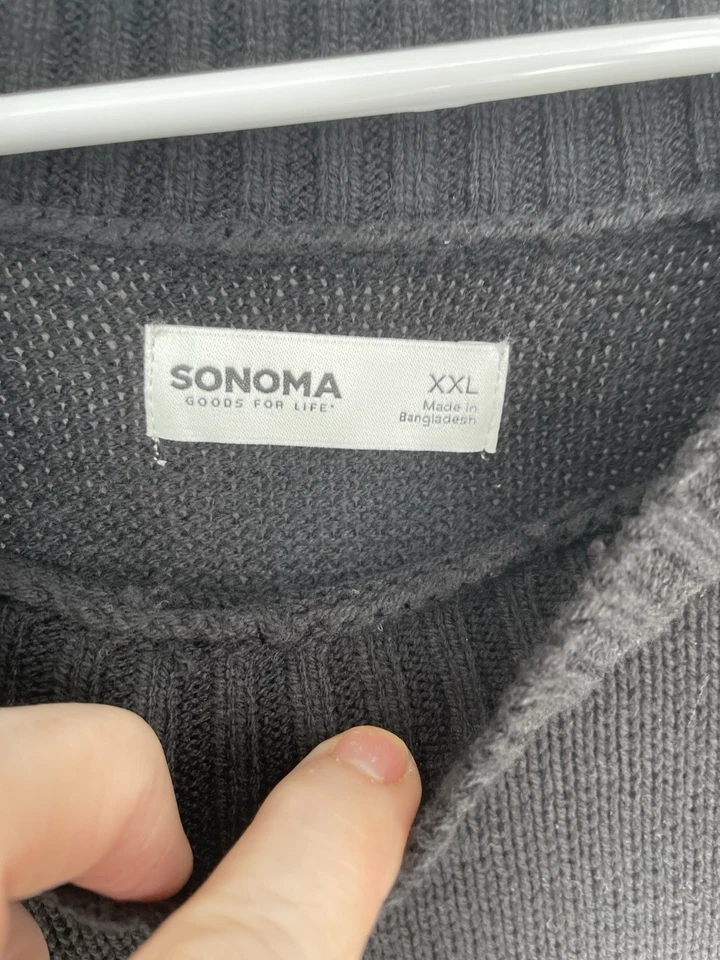 SONOMA
GOODS FOR LIFE•
XXL
Made in
Bangladesh